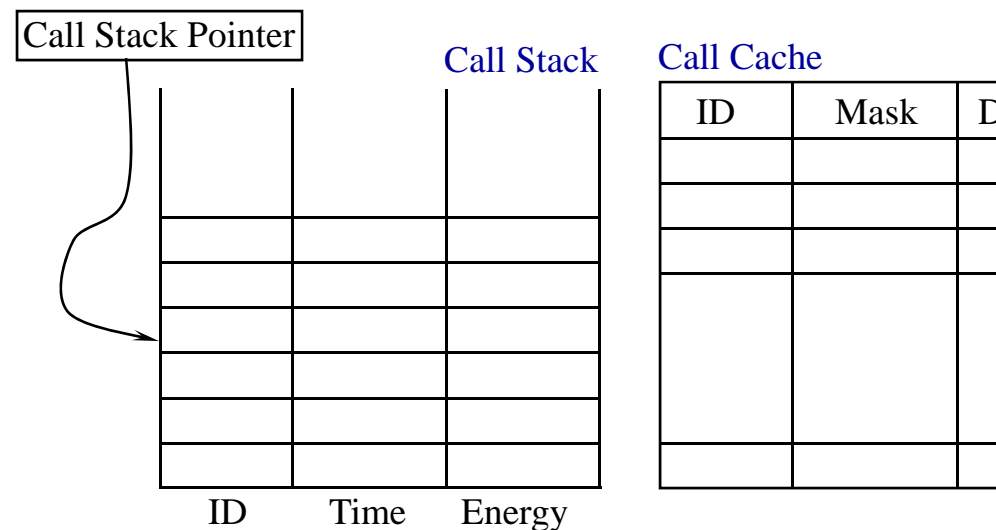 Call Stack Pointer
Call Stack
Call Cache
ID Mask
ID Time Energy